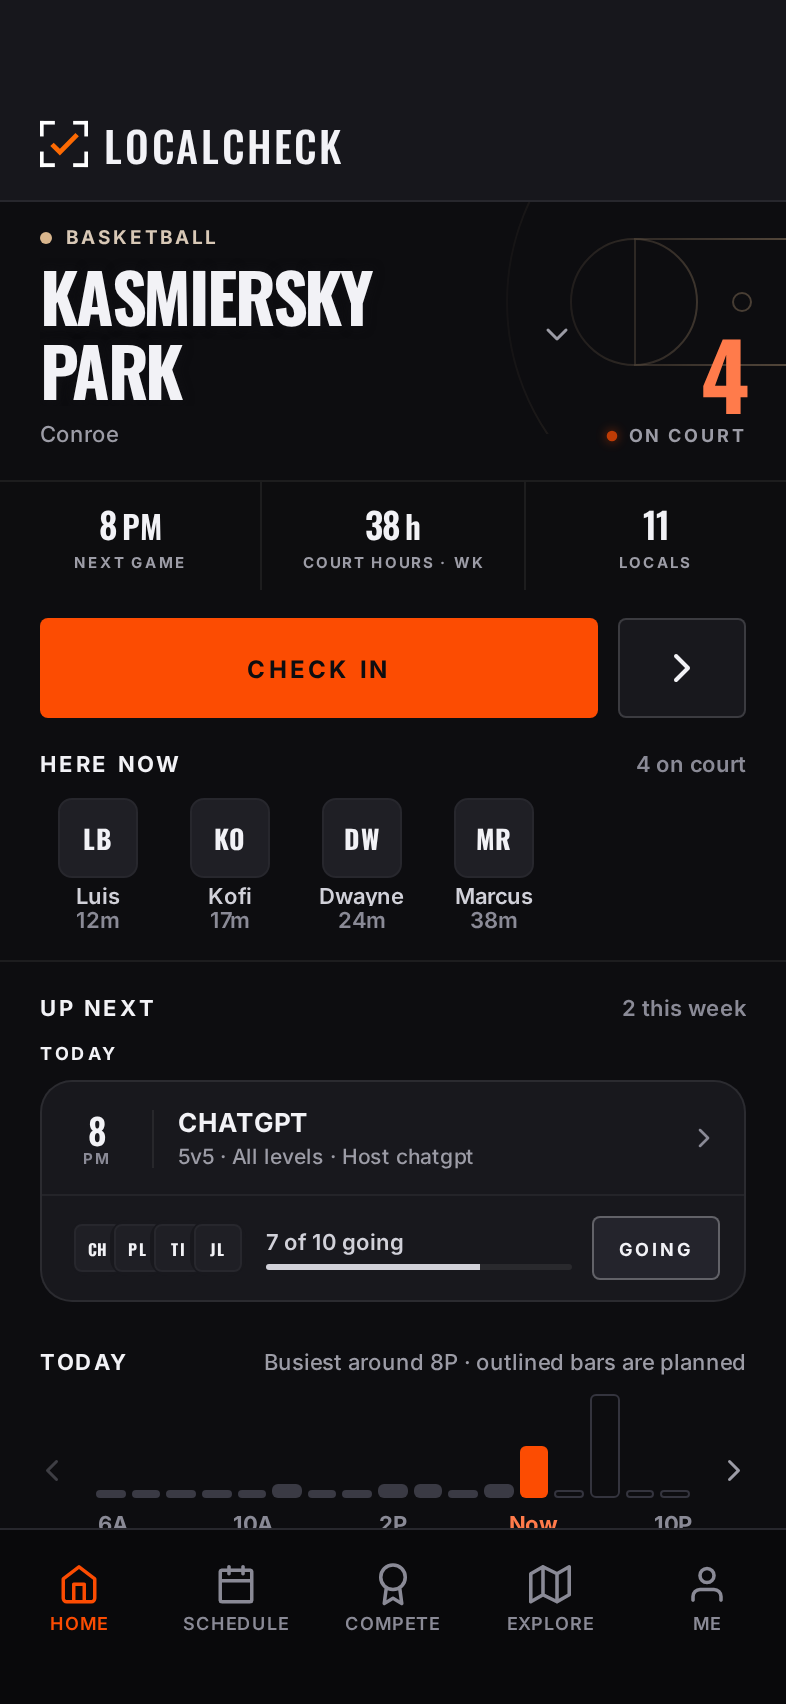 LOCALCHECK
BASKETBALL
KASMIERSKY
PARK
4
Conroe
ON COURT
8 PM
38 h
11
NEXT GAME
COURT HOURS · WK
LOCALS
CHECK IN
HERE NOW
4 on court
LB
KO
DW
MR
Luis
Kofi
Dwayne
Marcus
12m
17m
24m
38m
UP NEXT
2 this week
TODAY
8
PM
CHATGPT
5v5 · All levels · Host chatgpt
CH
PL
TI
JL
7 of 10 going
GOING
TODAY
Busiest around 8P · outlined bars are planned
6A
10A
2P
Now
10P
HOME
SCHEDULE
COMPETE
EXPLORE
ME